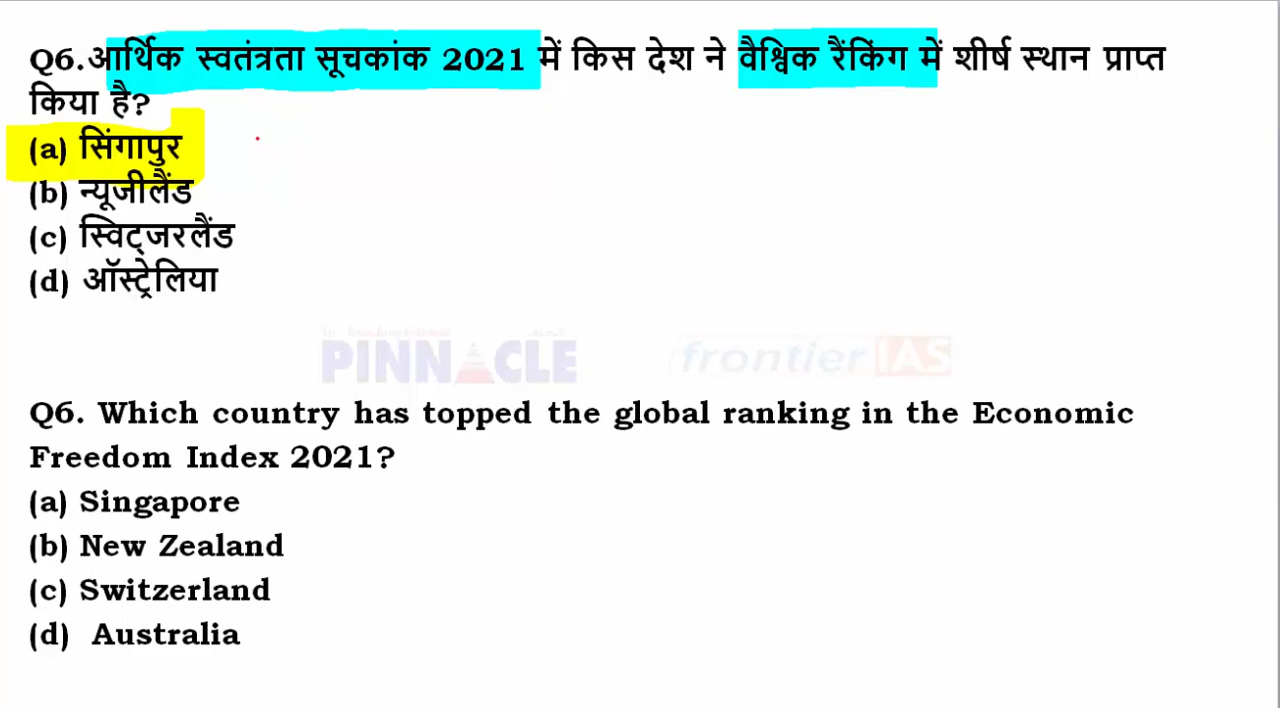 Q6.आर्थिक स्वतंत्रता सूचकांक 2021 में किस देश ने वैश्विक रैंकिंग में शीर्ष स्थान प्राप्त
किया है?
(a) सिंगापुर
(b) न्यूजीलैंड
(c) स्विट्जरलैंड
(d) ऑस्ट्रेलिया
PINNACLE frontier IAS
Q6. Which country has topped the global ranking in the Economic
Freedom Index 2021?
(a) Singapore
(b) New Zealand
(c) Switzerland
(d) Australia